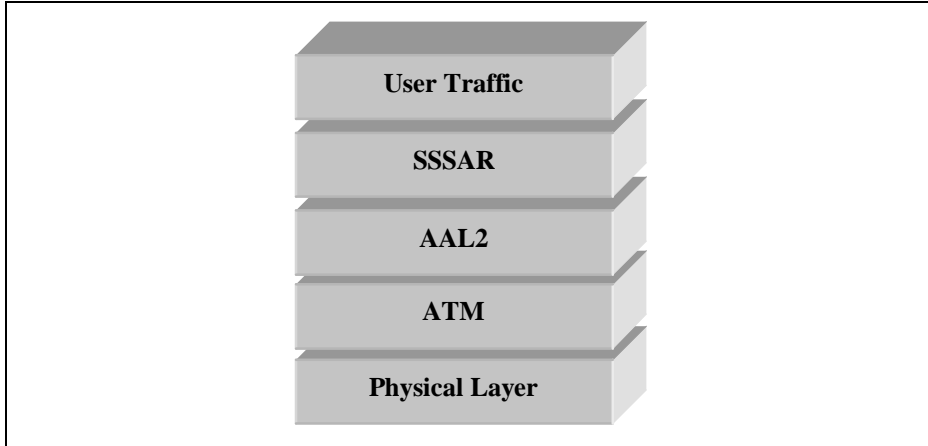 User Traffic
SSSAR
AAL2
ATM
Physical Layer